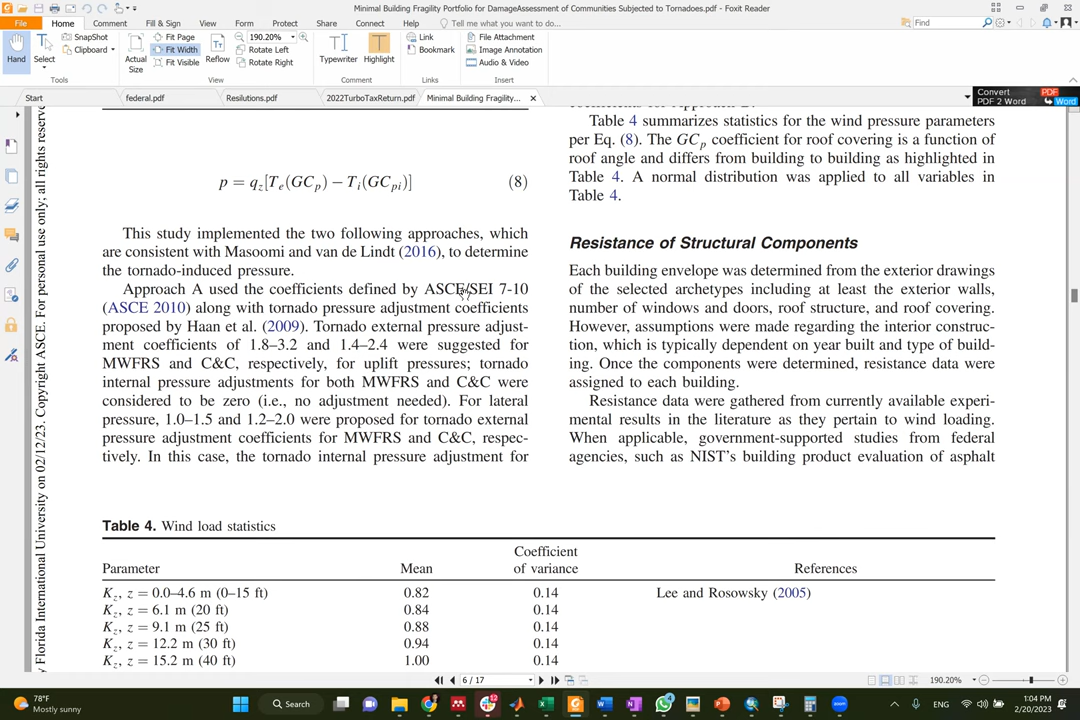 Minimal Building Fragility Portfolio for DamageAssessment of Communities Subjected to Tornadoes.pdf - Foxit Reader
File
Home
Comment
Fill & Sign
View
Form
Protect
Share
Connect
Help
Tell me what you want to do...
Find
Hand
Select
SnapShot
Clipboard
Tools
Actual
Size
Fit Page
Fit Width
Fit Visible
Reflow
190.20%
Rotate Left
Rotate Right
View
Typewriter
Highlight
Comment
Link
Bookmark
Links
File Attachment
Image Annotation
Audio & Video
Insert
Start
federal.pdf
Resilutions.pdf
2022TurboTaxReturn.pdf
Minimal Building Fragility...
Convert PDF
PDF 2 Word Word
y Florida International University on 02/12/23. Copyright ASCE. For personal use only; all rights reserve
p = q_z[T_e(GC_p) − T_i(GC_pi)] (8)
This study implemented the two following approaches, which
are consistent with Masoomi and van de Lindt (2016), to determine
the tornado-induced pressure.
Approach A used the coefficients defined by ASCE/SEI 7-10
(ASCE 2010) along with tornado pressure adjustment coefficients
proposed by Haan et al. (2009). Tornado external pressure adjust-
ment coefficients of 1.8–3.2 and 1.4–2.4 were suggested for
MWFRS and C&C, respectively, for uplift pressures; tornado
internal pressure adjustments for both MWFRS and C&C were
considered to be zero (i.e., no adjustment needed). For lateral
pressure, 1.0–1.5 and 1.2–2.0 were proposed for tornado external
pressure adjustment coefficients for MWFRS and C&C, respec-
tively. In this case, the tornado internal pressure adjustment for
Table 4 summarizes statistics for the wind pressure parameters
per Eq. (8). The GC_p coefficient for roof covering is a function of
roof angle and differs from building to building as highlighted in
Table 4. A normal distribution was applied to all variables in
Table 4.
Resistance of Structural Components
Each building envelope was determined from the exterior drawings
of the selected archetypes including at least the exterior walls,
number of windows and doors, roof structure, and roof covering.
However, assumptions were made regarding the interior construc-
tion, which is typically dependent on year built and type of build-
ing. Once the components were determined, resistance data were
assigned to each building.
Resistance data were gathered from currently available experi-
mental results in the literature as they pertain to wind loading.
When applicable, government-supported studies from federal
agencies, such as NIST's building product evaluation of asphalt
Table 4. Wind load statistics
Coefficient
Parameter Mean of variance References
K_z, z = 0.0–4.6 m (0–15 ft) 0.82 0.14 Lee and Rosowsky (2005)
K_z, z = 6.1 m (20 ft) 0.84 0.14
K_z, z = 9.1 m (25 ft) 0.88 0.14
K_z, z = 12.2 m (30 ft) 0.94 0.14
K_z, z = 15.2 m (40 ft) 1.00 0.14
6 / 17
190.20%
78°F
Mostly sunny
Search
12
4
ENG
1:04 PM
2/20/2023